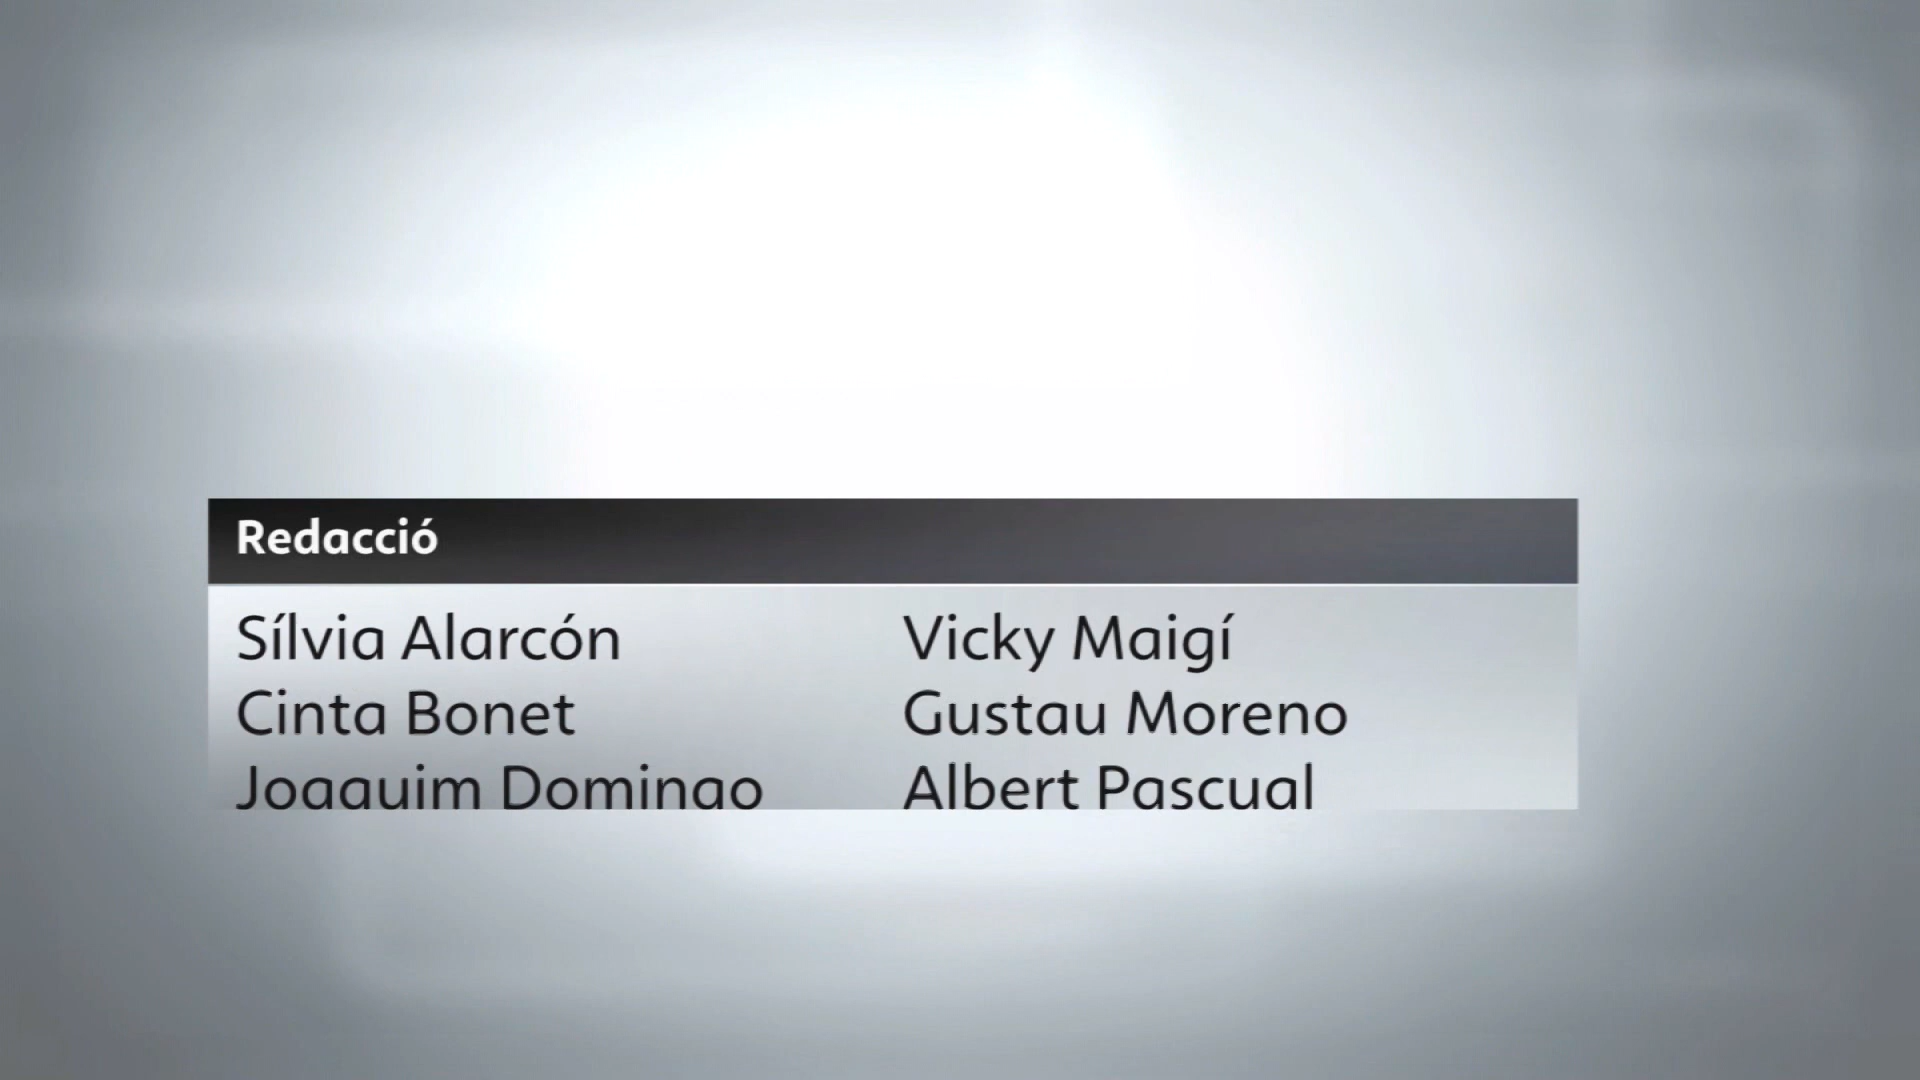 Redacció
Sílvia Alarcón
Cinta Bonet
Joaquim Domingo
Vicky Maigí
Gustau Moreno
Albert Pascual